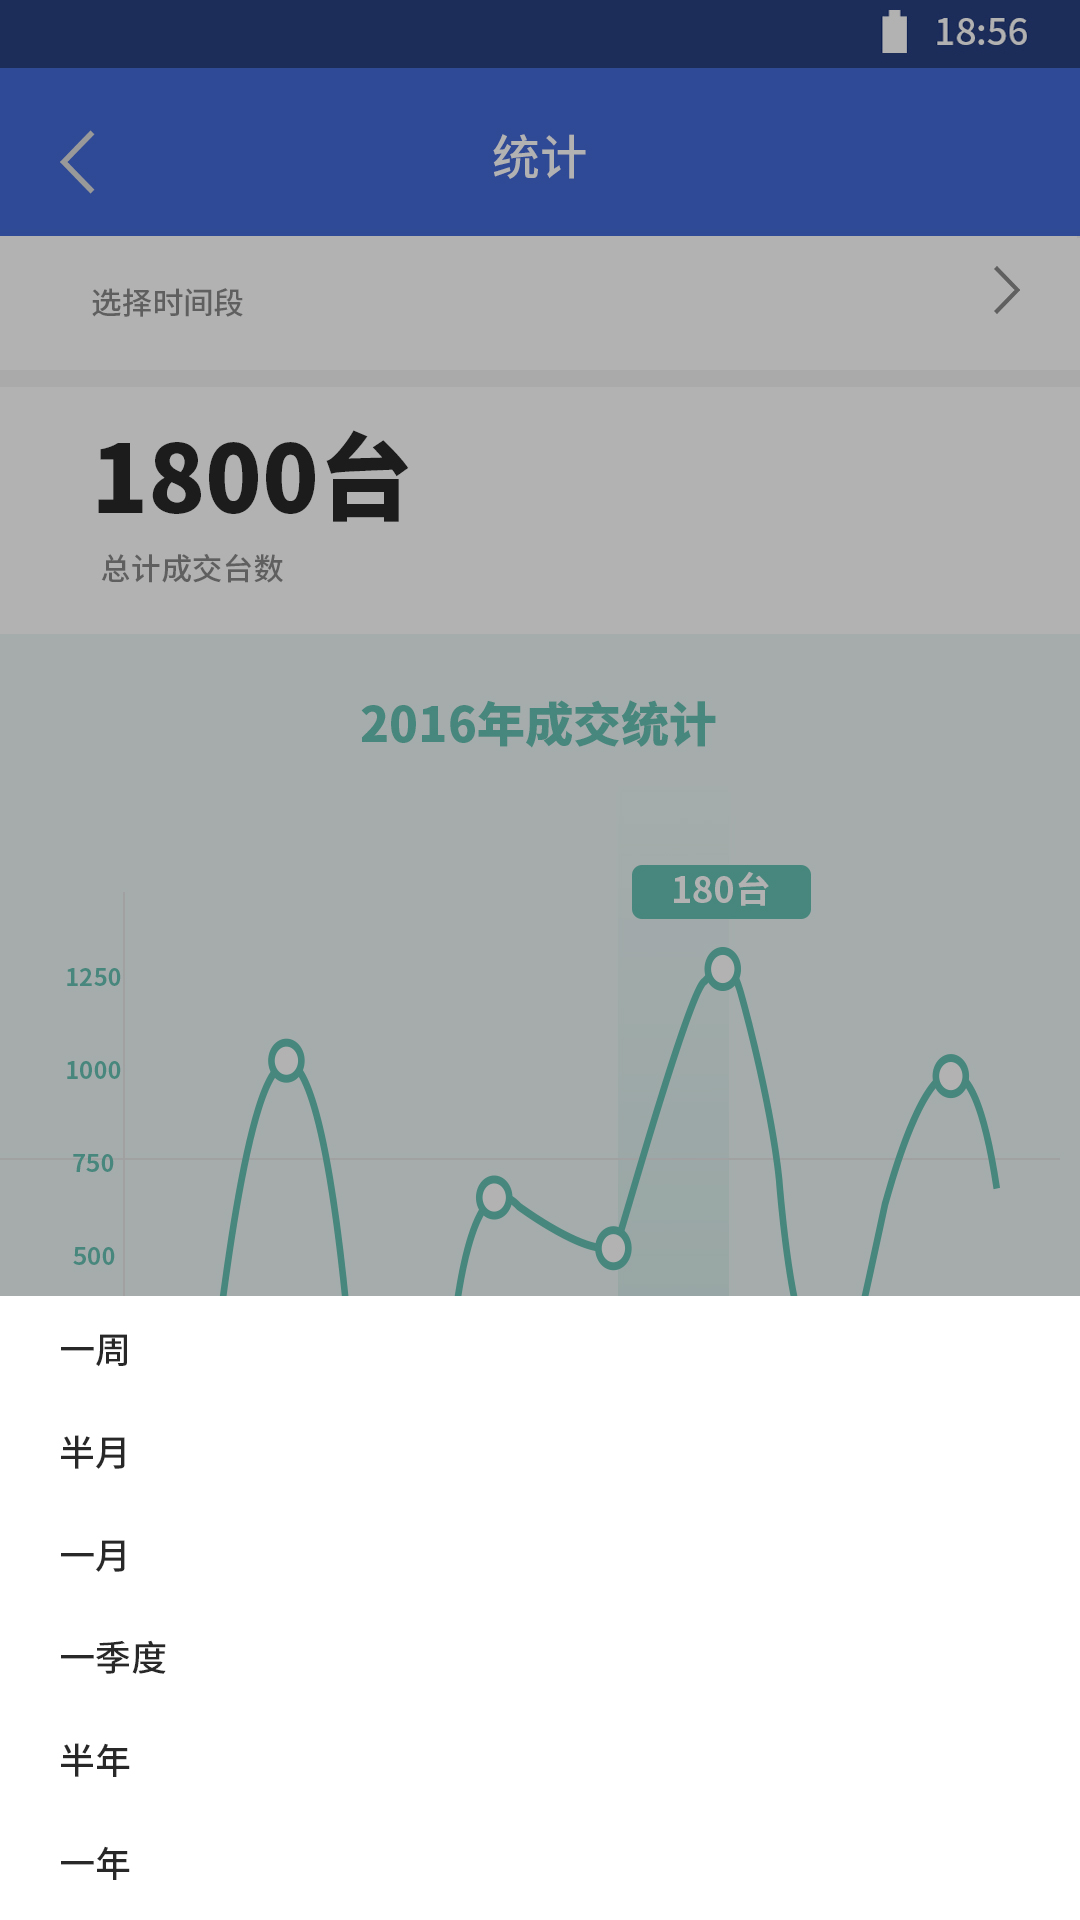 18:56
统计
选择时间段
1800台
总计成交台数
2016年成交统计
180台
1250
1000
750
500
一周
半月
一月
一季度
半年
一年